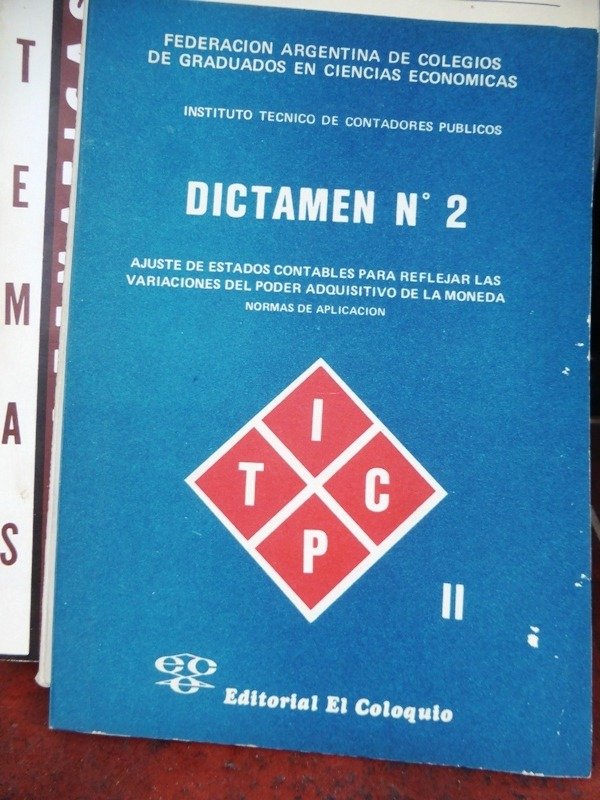 FEDERACION ARGENTINA DE COLEGIOS
DE GRADUADOS EN CIENCIAS ECONOMICAS
INSTITUTO TECNICO DE CONTADORES PUBLICOS
DICTAMEN N° 2
AJUSTE DE ESTADOS CONTABLES PARA REFLEJAR LAS
VARIACIONES DEL PODER ADQUISITIVO DE LA MONEDA
NORMAS DE APLICACION
I
T C
P
II
ece
Editorial El Coloquio
TEMAS